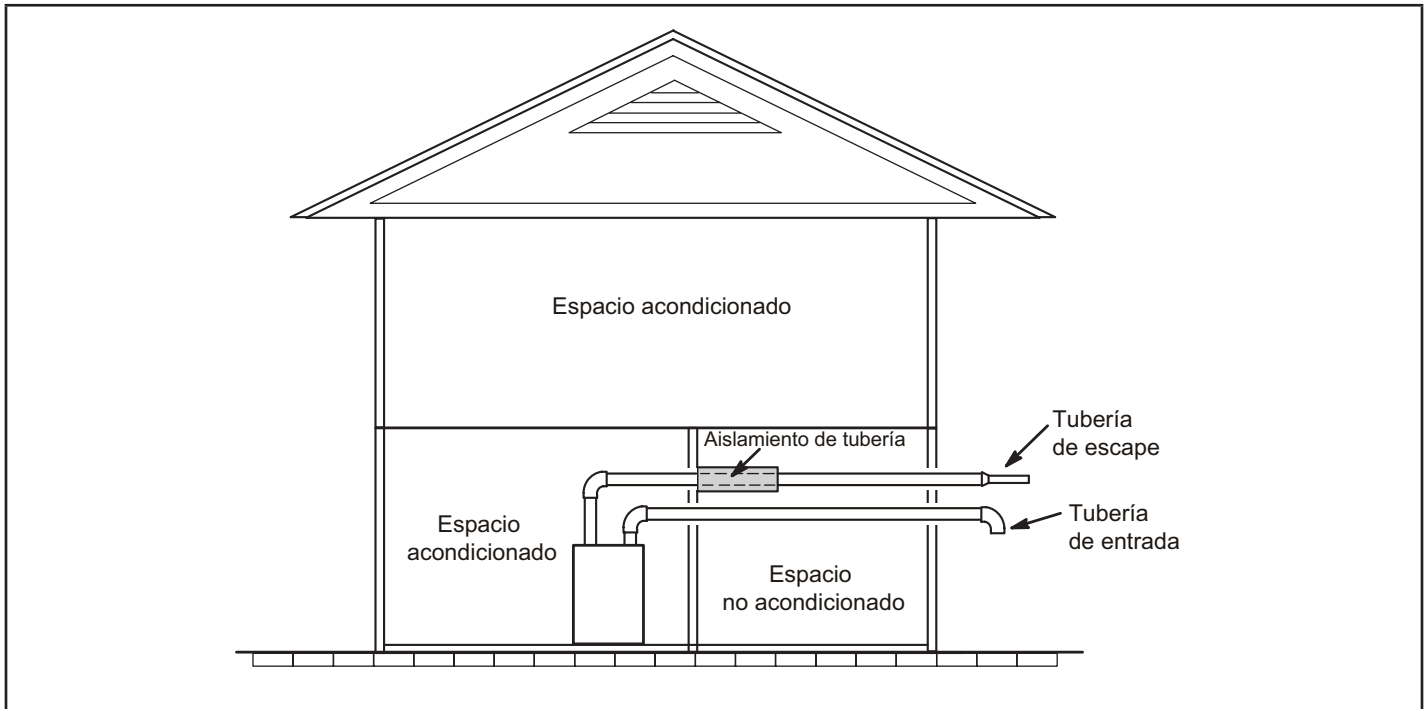 Espacio acondicionado
Aislamiento de tubería
Tubería
de escape
Tubería
de entrada
Espacio
acondicionado
Espacio
no acondicionado